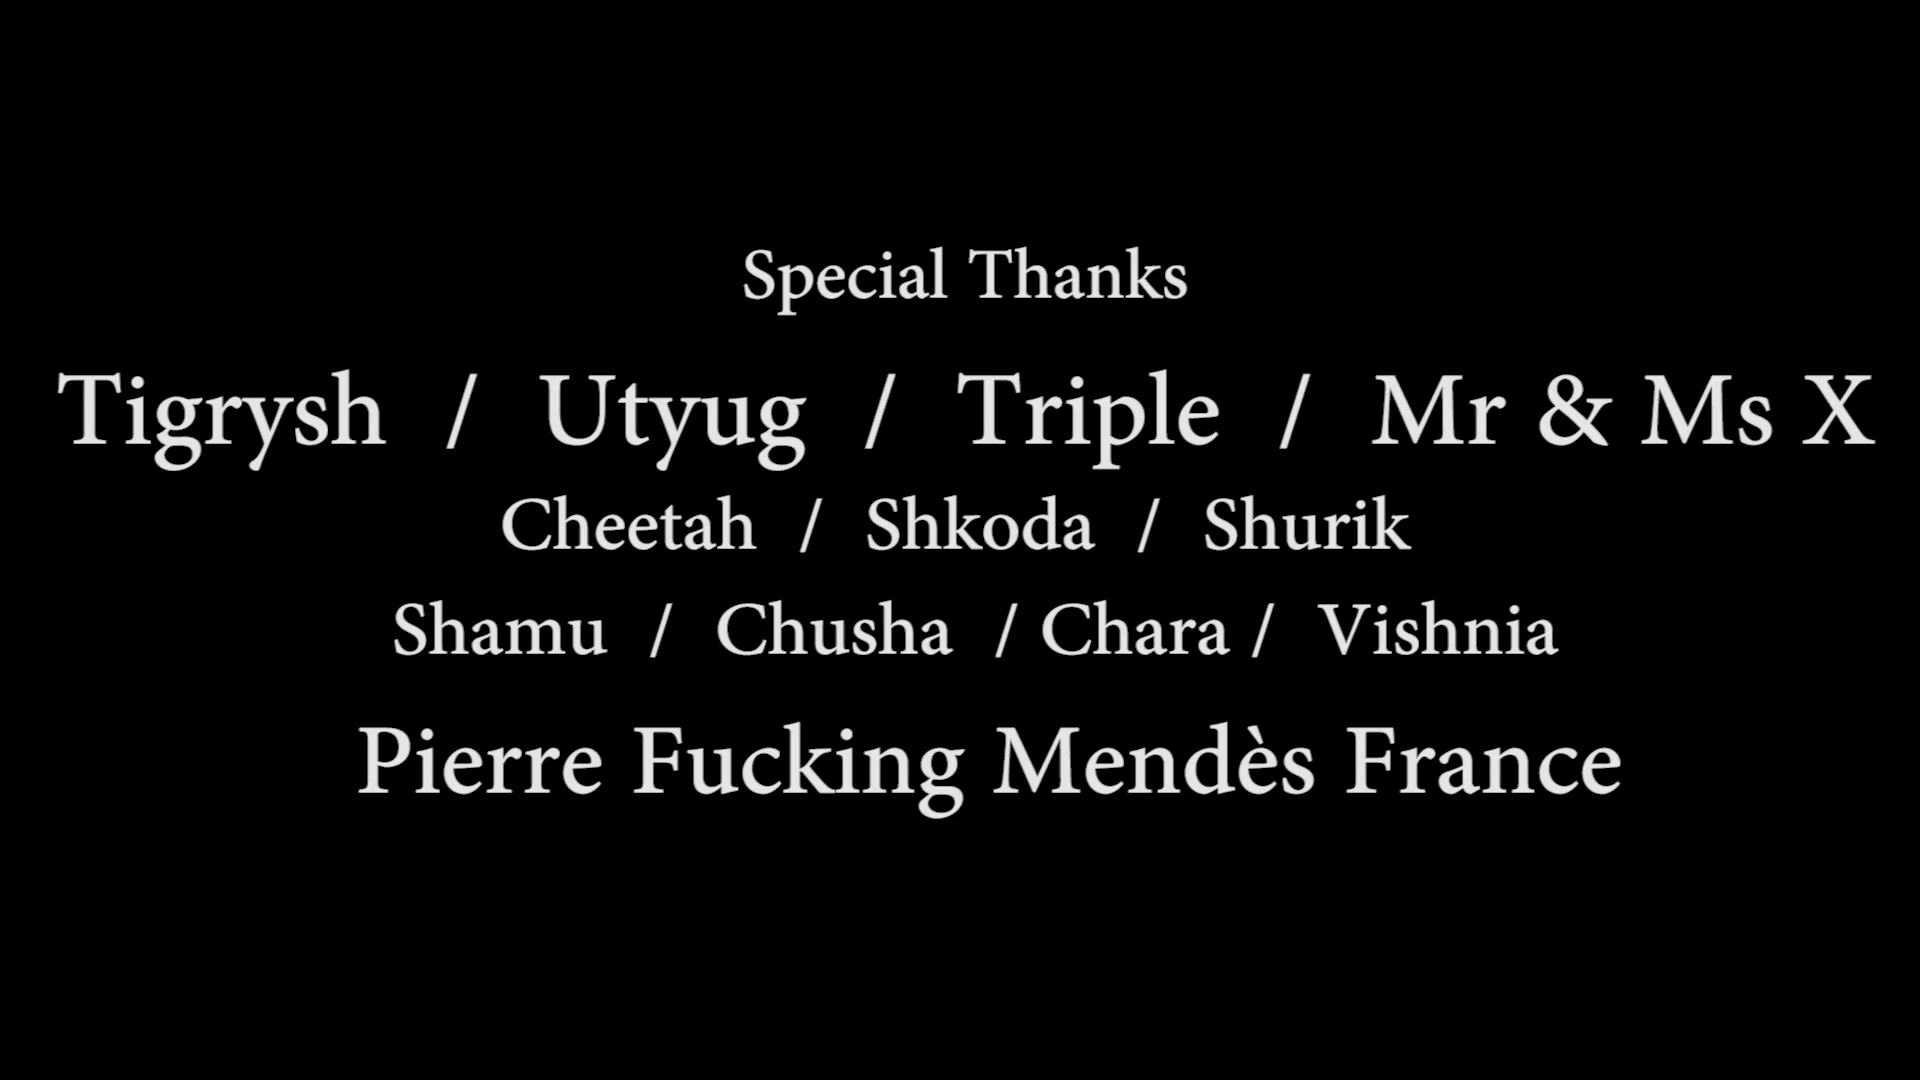 Special Thanks
Tigrysh / Utyug / Triple / Mr & Ms X
Cheetah / Shkoda / Shurik
Shamu / Chusha / Chara / Vishnia
Pierre Fucking Mendès France